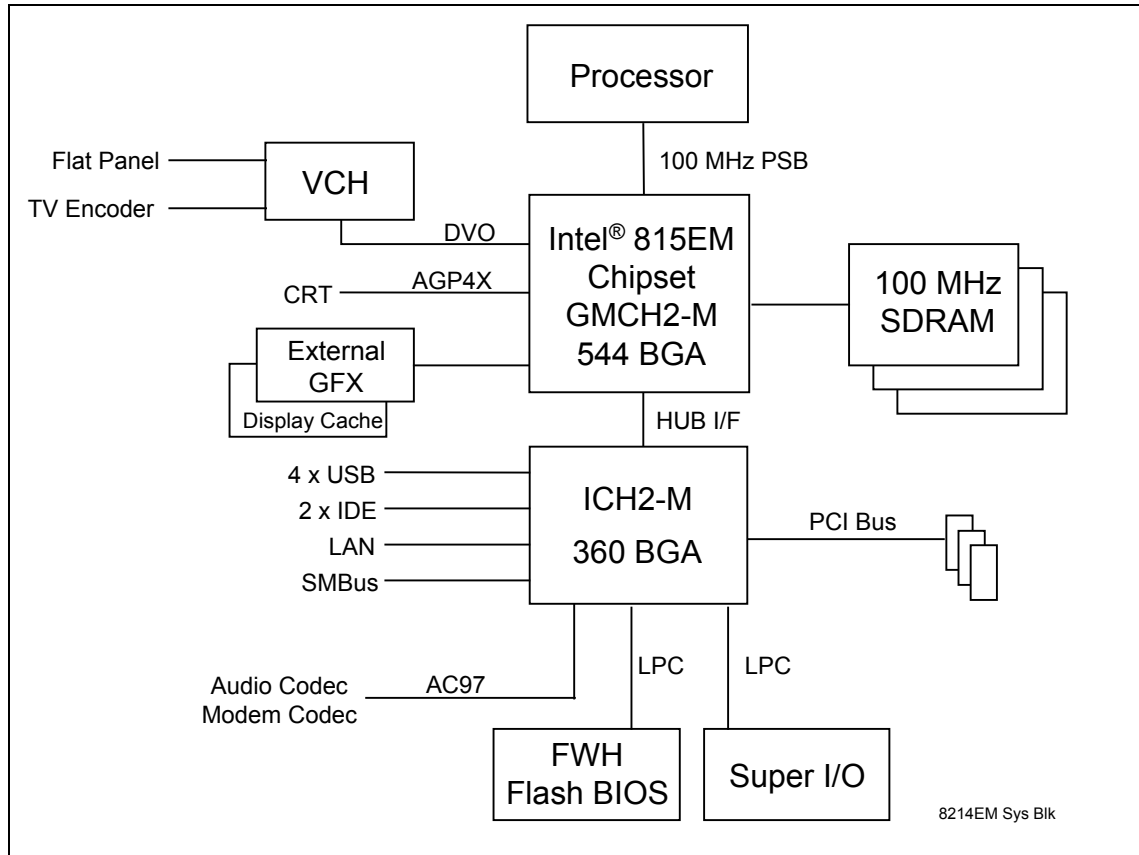 Processor
100 MHz PSB
Flat Panel
TV Encoder
VCH
DVO
CRT
AGP4X
Intel® 815EM
Chipset
GMCH2-M
544 BGA
100 MHz
SDRAM
External
GFX
Display Cache
HUB I/F
4 x USB
2 x IDE
LAN
SMBus
ICH2-M
360 BGA
PCI Bus
Audio Codec
Modem Codec
AC97
LPC
LPC
FWH
Flash BIOS
Super I/O
8214EM Sys Blk